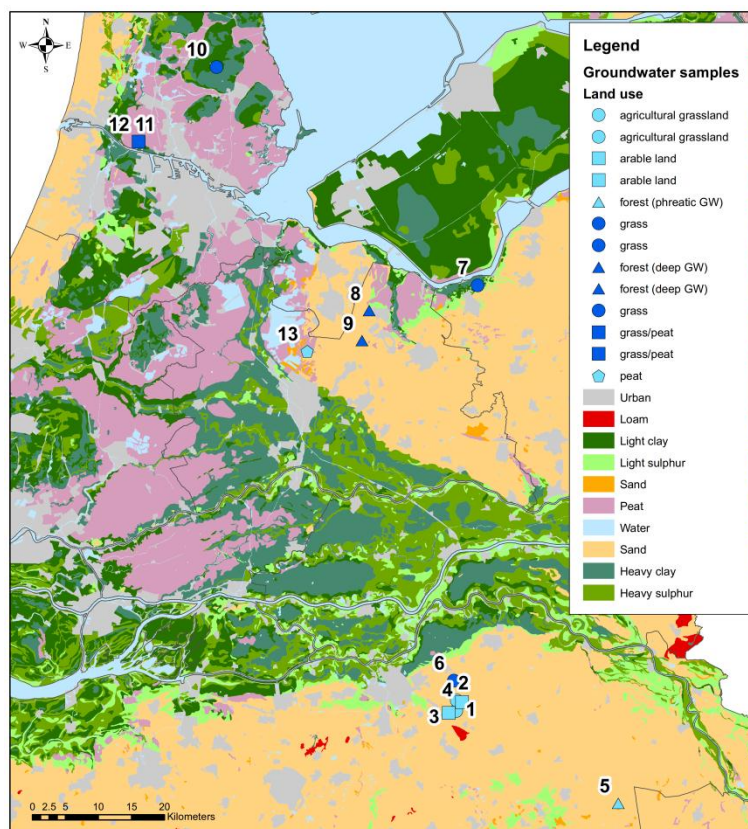 N
W E
S
10
12 11
7
8
9
13
6
2
4
3
1
5
0 2.5 5 10 15 20
Kilometers
Legend
Groundwater samples
Land use
agricultural grassland
agricultural grassland
arable land
arable land
forest (phreatic GW)
grass
grass
forest (deep GW)
forest (deep GW)
grass
grass/peat
grass/peat
peat
Urban
Loam
Light clay
Light sulphur
Sand
Peat
Water
Sand
Heavy clay
Heavy sulphur